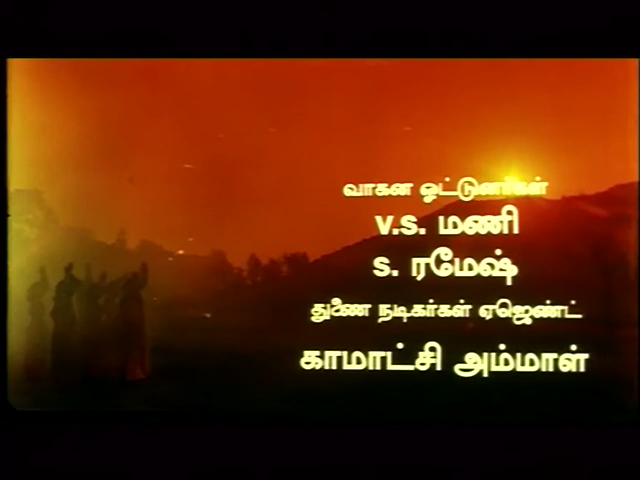 வாகன ஓட்டுனர்கள்
v.s. மணி
s. ரமேஷ்
துணை நடிகர்கள் ஏஜெண்ட்
காமாட்சி அம்மாள்